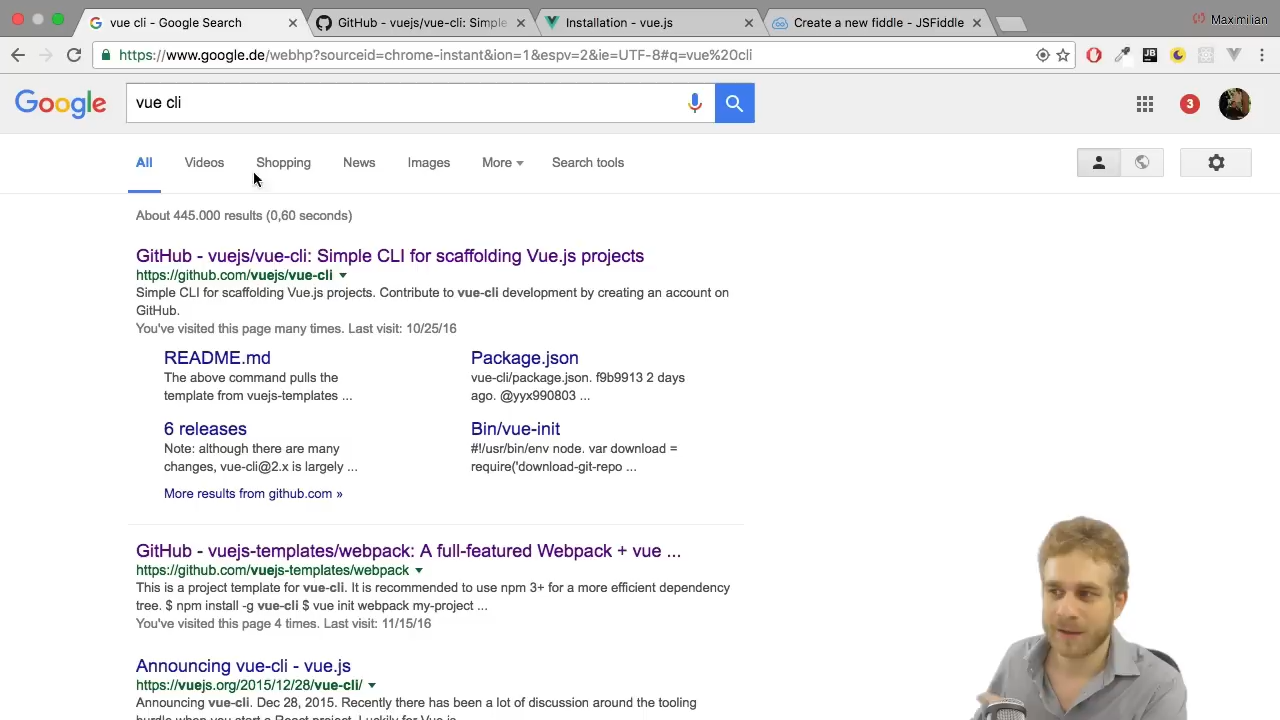 vue cli - Google Search
GitHub - vuejs/vue-cli: Simple
Installation - vue.js
Create a new fiddle - JSFiddle
Maximilian
https://www.google.de/webhp?sourceid=chrome-instant&ion=1&espv=2&ie=UTF-8#q=vue%20cli
JB
Google
vue cli
3
All
Videos
Shopping
News
Images
More
Search tools
About 445.000 results (0,60 seconds)
GitHub - vuejs/vue-cli: Simple CLI for scaffolding Vue.js projects
https://github.com/vuejs/vue-cli
Simple CLI for scaffolding Vue.js projects. Contribute to vue-cli development by creating an account on
GitHub.
You've visited this page many times. Last visit: 10/25/16
README.md
The above command pulls the
template from vuejs-templates ...
Package.json
vue-cli/package.json. f9b9913 2 days
ago. @yyx990803 ...
6 releases
Note: although there are many
changes, vue-cli@2.x is largely ...
Bin/vue-init
#!/usr/bin/env node. var download =
require('download-git-repo ...
More results from github.com »
GitHub - vuejs-templates/webpack: A full-featured Webpack + vue ...
https://github.com/vuejs-templates/webpack
This is a project template for vue-cli. It is recommended to use npm 3+ for a more efficient dependency
tree. $ npm install -g vue-cli $ vue init webpack my-project ...
You've visited this page 4 times. Last visit: 11/15/16
Announcing vue-cli - vue.js
https://vuejs.org/2015/12/28/vue-cli/
Announcing vue-cli. Dec 28, 2015. Recently there has been a lot of discussion around the tooling
hurdle when you start a React project. Luckily for Vue.js